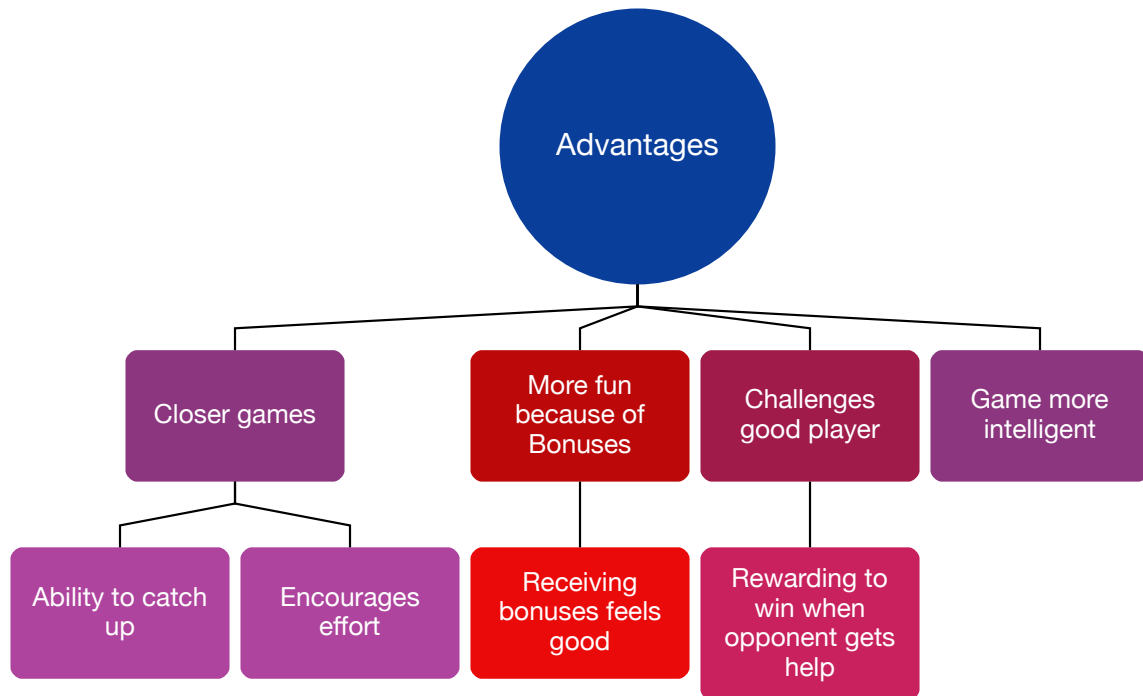 Advantages
Closer games
More fun
because of
Bonuses
Challenges
good player
Game more
intelligent
Ability to catch
up
Encourages
effort
Receiving
bonuses feels
good
Rewarding to
win when
opponent gets
help